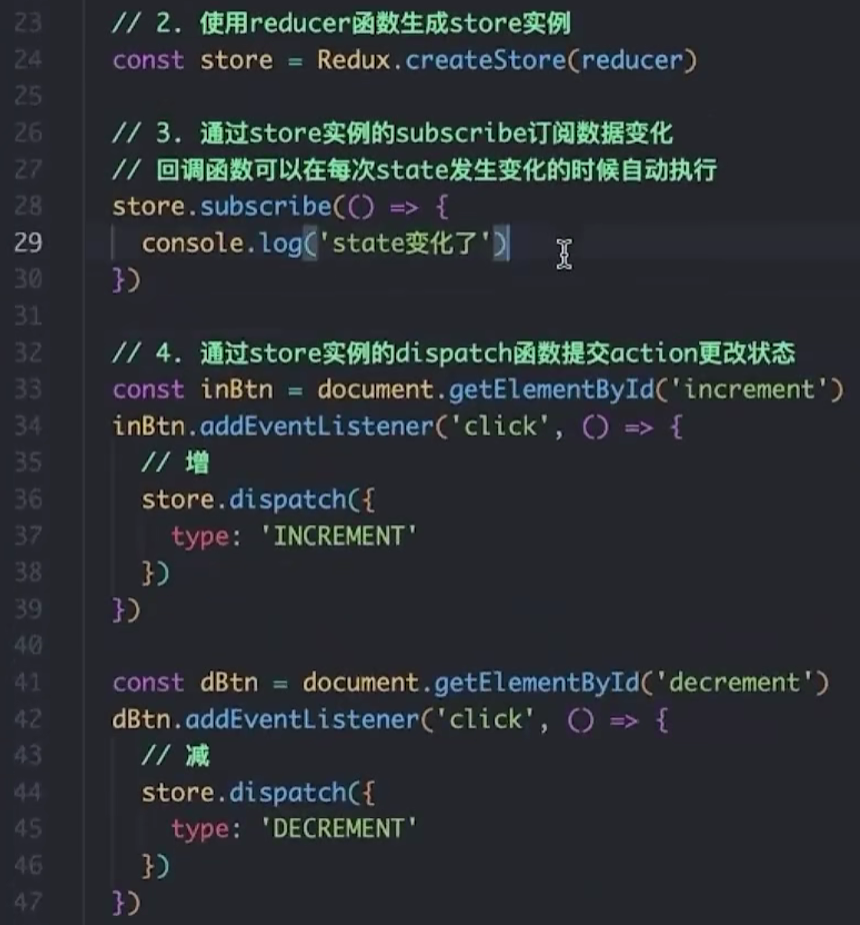 23 // 2. 使用reducer函数生成store实例
24 const store = Redux.createStore(reducer)
25
26 // 3. 通过store实例的subscribe订阅数据变化
27 // 回调函数可以在每次state发生变化的时候自动执行
28 store.subscribe(() => {
29 console.log('state变化了')
30 })
31
32 // 4. 通过store实例的dispatch函数提交action更改状态
33 const inBtn = document.getElementById('increment')
34 inBtn.addEventListener('click', () => {
35 // 增
36 store.dispatch({
37 type: 'INCREMENT'
38 })
39 })
40
41 const dBtn = document.getElementById('decrement')
42 dBtn.addEventListener('click', () => {
43 // 减
44 store.dispatch({
45 type: 'DECREMENT'
46 })
47 })